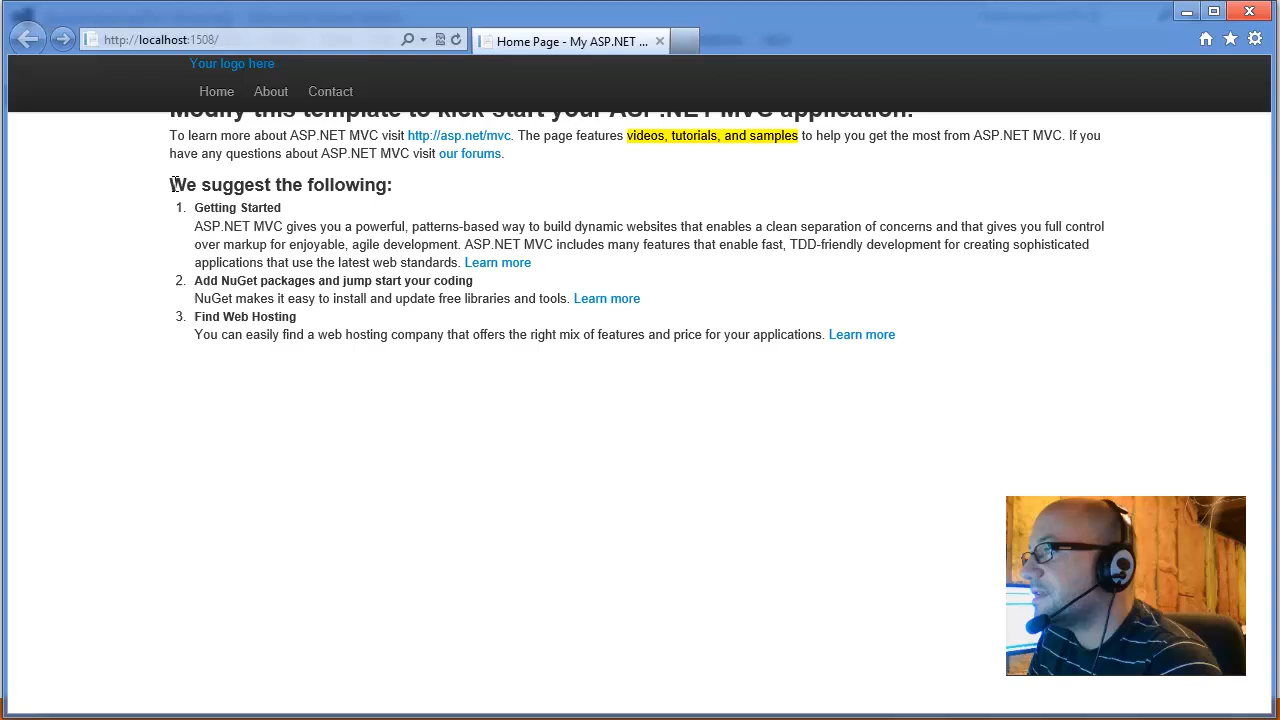 http://localhost:1508/
Home Page - My ASP.NET ...
Your logo here
Home About Contact
Modify this template to kick-start your ASP.NET MVC application.
To learn more about ASP.NET MVC visit http://asp.net/mvc. The page features videos, tutorials, and samples to help you get the most from ASP.NET MVC. If you
have any questions about ASP.NET MVC visit our forums.
We suggest the following:
1. Getting Started
ASP.NET MVC gives you a powerful, patterns-based way to build dynamic websites that enables a clean separation of concerns and that gives you full control
over markup for enjoyable, agile development. ASP.NET MVC includes many features that enable fast, TDD-friendly development for creating sophisticated
applications that use the latest web standards. Learn more
2. Add NuGet packages and jump start your coding
NuGet makes it easy to install and update free libraries and tools. Learn more
3. Find Web Hosting
You can easily find a web hosting company that offers the right mix of features and price for your applications. Learn more